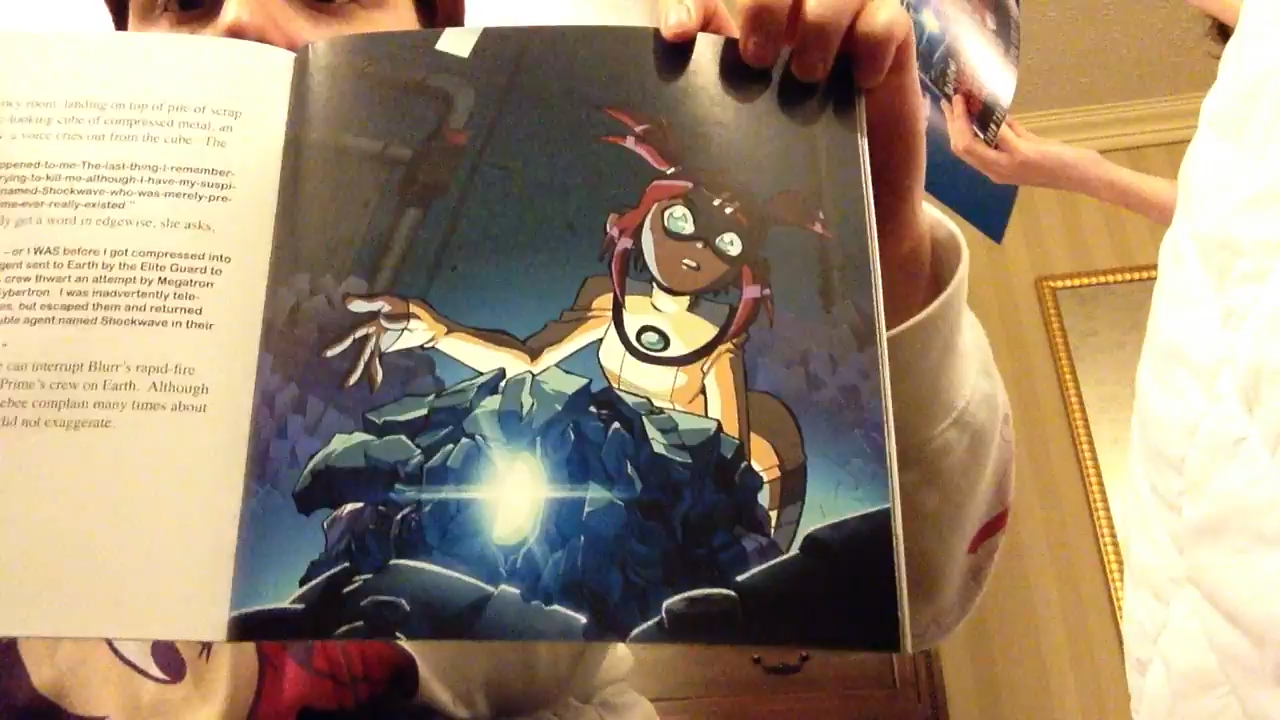 ncy room, landing on top of pile of scrap
-looking cube of compressed metal, an
a voice cries out from the cube. The
ppened-to-me-The-last-thing-I-remember-
rying-to-kill-me-although-I-have-my-suspi-
named-Shockwave-who-was-merely-pre-
me-ever-really-existed."
ly get a word in edgewise, she asks,
– or I WAS before I got compressed into
gent sent to Earth by the Elite Guard to
crew thwart an attempt by Megatron
ybertron. I was inadvertently tele-
es, but escaped them and returned
uble agent named Shockwave in their
"
e can interrupt Blurr's rapid-fire
Prime's crew on Earth. Although
ebee complain many times about
did not exaggerate.